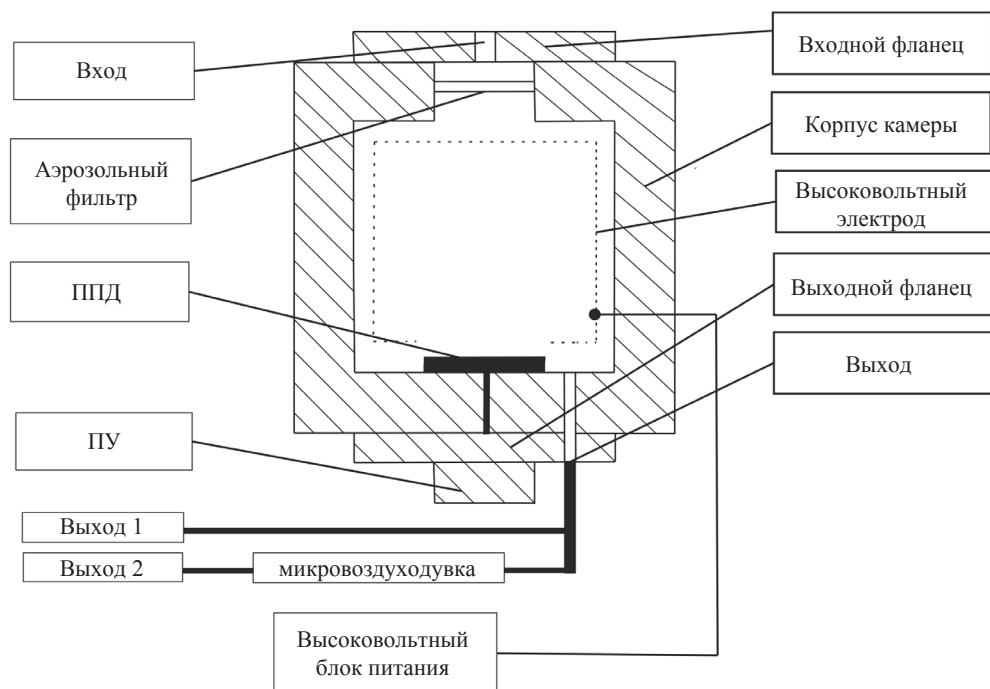 Вход
Аэрозольный
фильтр
ППД
ПУ
Выход 1
Выход 2
микровоздуходувка
Высоковольтный
блок питания
Входной фланец
Корпус камеры
Высоковольтный
электрод
Выходной фланец
Выход